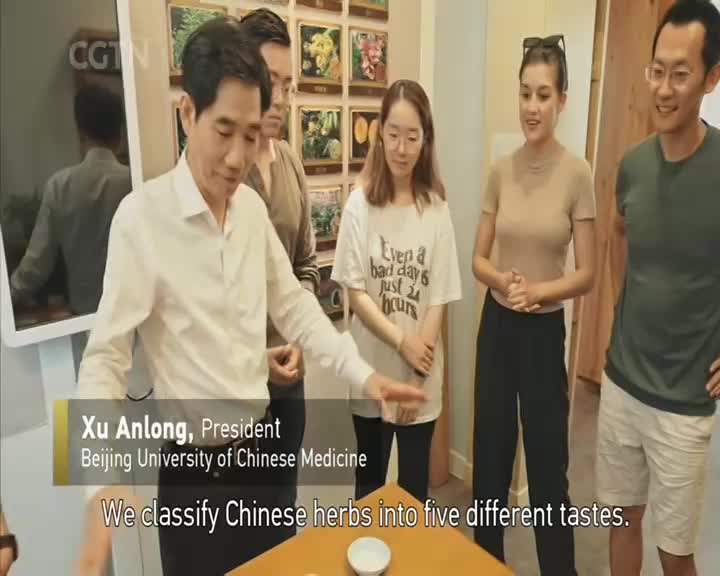 CGTN
Even a
bad day is
just 24
hours
Xu Anlong, President
Beijing University of Chinese Medicine
We classify Chinese herbs into five different tastes.